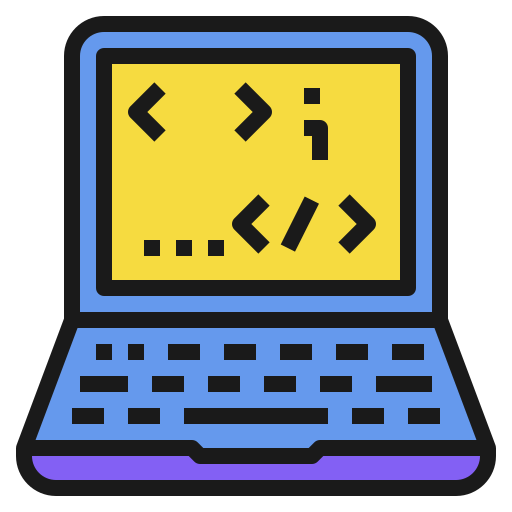 < > ;
...</>